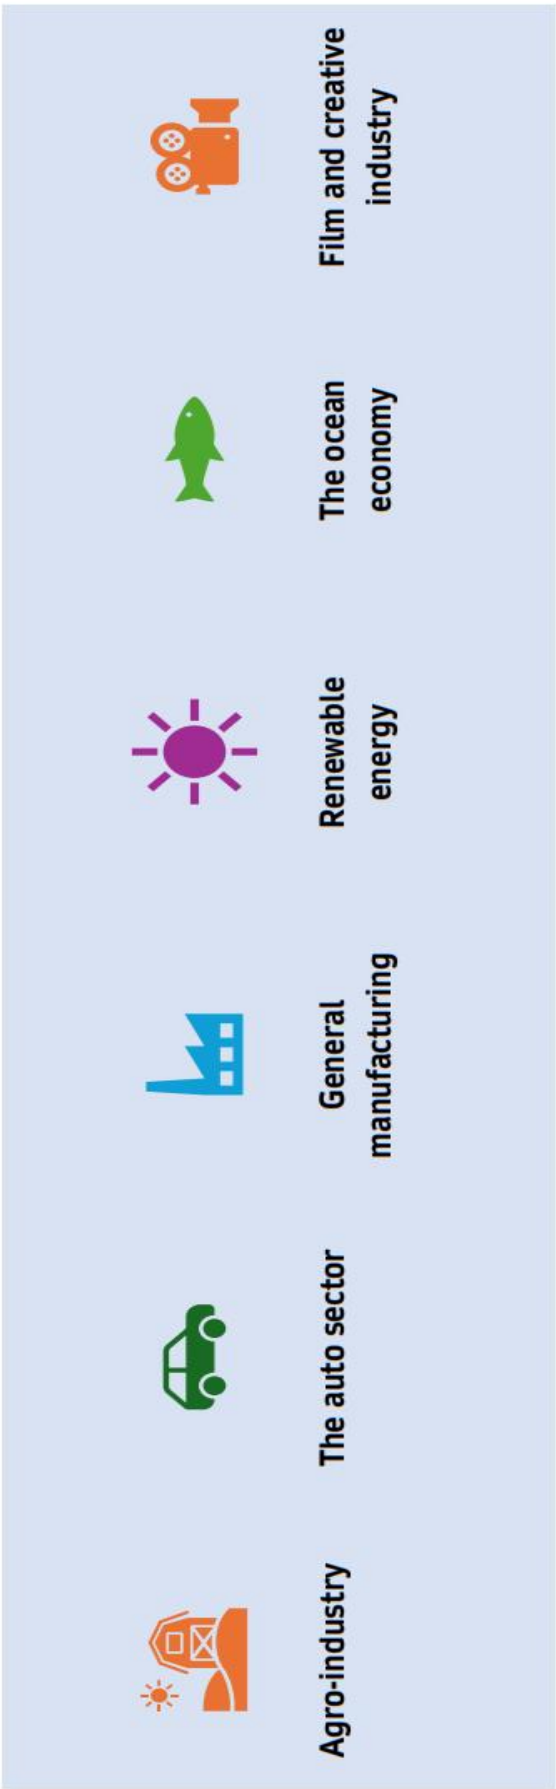 Agro-industry
The auto sector
General
manufacturing
Renewable
energy
The ocean
economy
Film and creative
industry